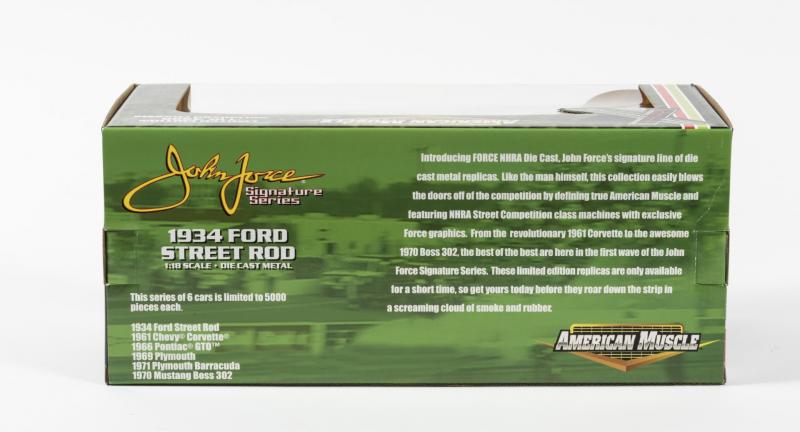 AMERICAN MUSCLE
John Force®
Signature
Series
1934 FORD
STREET ROD
1:18 SCALE • DIE CAST METAL
This series of 6 cars is limited to 5000
pieces each.
1934 Ford Street Rod
1961 Chevy® Corvette®
1966 Pontiac® GTO™
1969 Plymouth
1971 Plymouth Barracuda
1970 Mustang Boss 302
Introducing FORCE NHRA Die Cast, John Force's signature line of die
cast metal replicas. Like the man himself, this collection easily blows
the doors off of the competition by defining true American Muscle and
featuring NHRA Street Competition class machines with exclusive
Force graphics. From the revolutionary 1961 Corvette to the awesome
1970 Boss 302, the best of the best are here in the first wave of the John
Force Signature Series. These limited edition replicas are only available
for a short time, so get yours today before they roar down the strip in
a screaming cloud of smoke and rubber.
AMERICAN MUSCLE